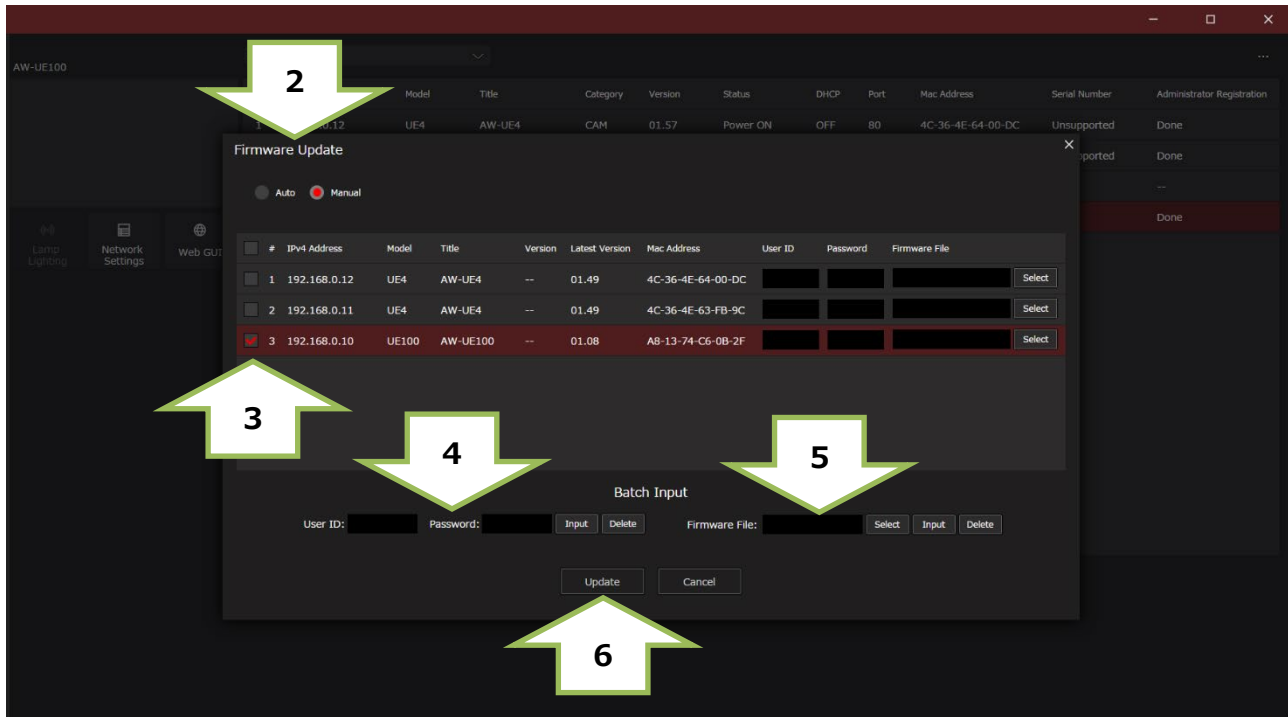 AW-UE100
...
2
Model Title Category Version Status DHCP Port Mac Address Serial Number Administrator Registration
1 UE4 AW-UE4 CAM 01.57 Power ON OFF 80 4C-36-4E-64-00-DC Unsupported Done
Done
--
Done
Lamp Lighting
Network Settings
Web GUI
Firmware Update
Auto Manual
# IPv4 Address Model Title Version Latest Version Mac Address User ID Password Firmware File
1 192.168.0.12 UE4 AW-UE4 -- 01.49 4C-36-4E-64-00-DC Select
2 192.168.0.11 UE4 AW-UE4 -- 01.49 4C-36-4E-63-FB-9C Select
3 192.168.0.10 UE100 AW-UE100 -- 01.08 A8-13-74-C6-0B-2F Select
3
4
5
Batch Input
User ID: Password: Input Delete Firmware File: Select Input Delete
Update Cancel
6